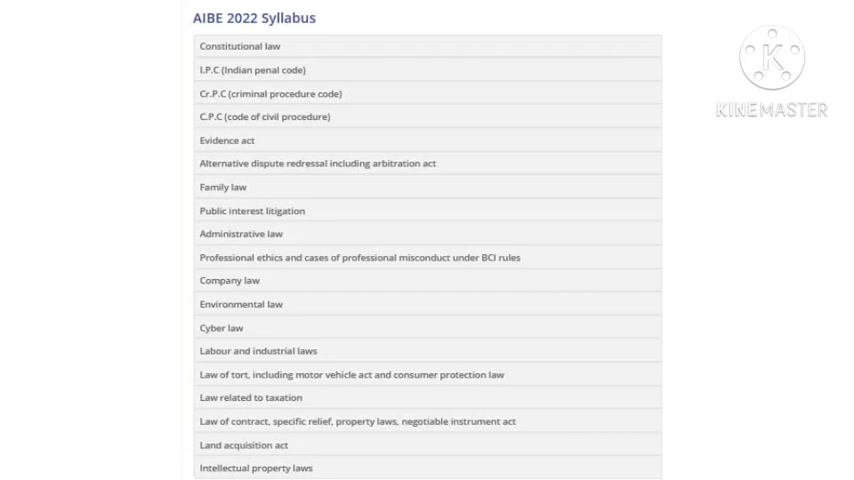 AIBE 2022 Syllabus
Constitutional law
I.P.C (Indian penal code)
Cr.P.C (criminal procedure code)
C.P.C (code of civil procedure)
Evidence act
Alternative dispute redressal including arbitration act
Family law
Public interest litigation
Administrative law
Professional ethics and cases of professional misconduct under BCI rules
Company law
Environmental law
Cyber law
Labour and industrial laws
Law of tort, including motor vehicle act and consumer protection law
Law related to taxation
Law of contract, specific relief, property laws, negotiable instrument act
Land acquisition act
Intellectual property laws
K
KINEMASTER